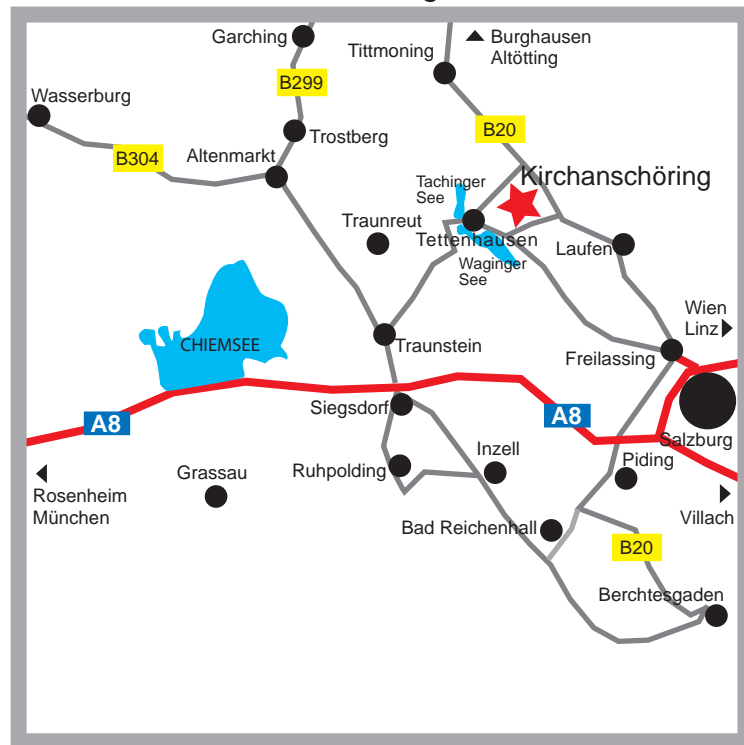 Garching
Tittmoning
Burghausen
Altötting
B299
Wasserburg
B20
Trostberg
B304
Altenmarkt
Kirchanschöring
Tachinger
See
Traunreut
Tettenhausen
Laufen
Waginger
See
Wien
Linz
CHIEMSEE
Traunstein
Freilassing
Siegsdorf
A8
A8
Salzburg
Inzell
Piding
Ruhpolding
Grassau
Rosenheim
München
Villach
Bad Reichenhall
B20
Berchtesgaden